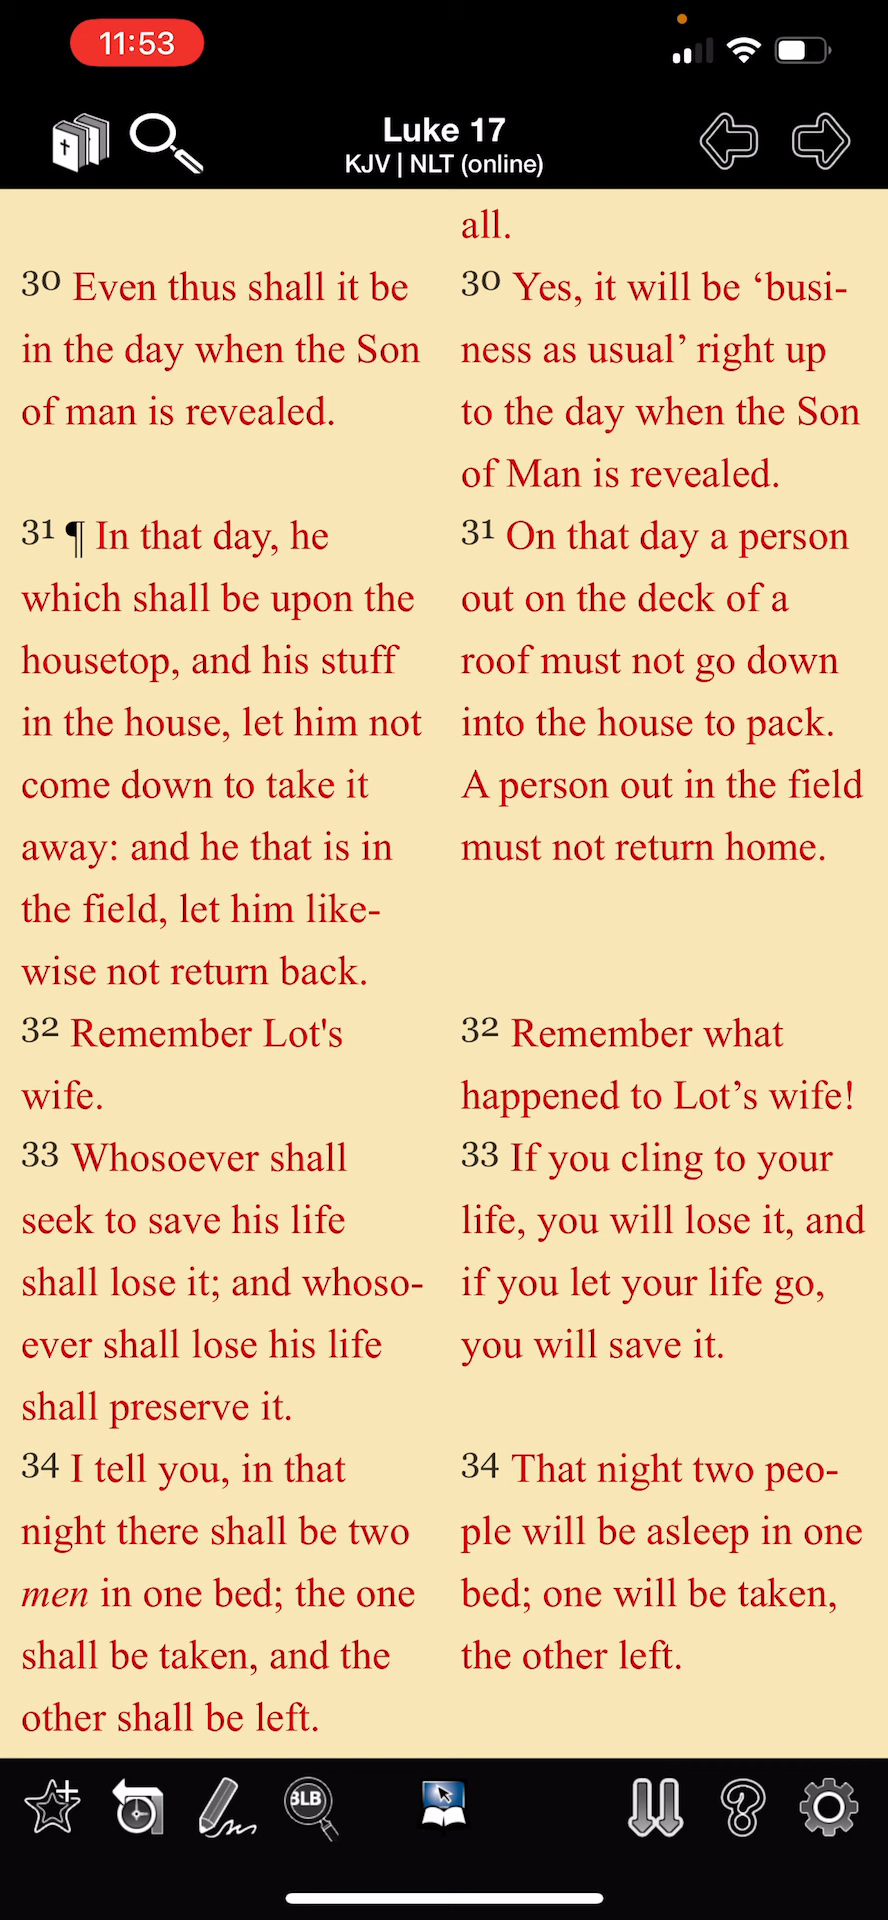 11:53
Luke 17
KJV | NLT (online)
30 Even thus shall it be
in the day when the Son
of man is revealed.
31 ¶ In that day, he
which shall be upon the
housetop, and his stuff
in the house, let him not
come down to take it
away: and he that is in
the field, let him like-
wise not return back.
32 Remember Lot's
wife.
33 Whosoever shall
seek to save his life
shall lose it; and whoso-
ever shall lose his life
shall preserve it.
34 I tell you, in that
night there shall be two
men in one bed; the one
shall be taken, and the
other shall be left.
all.
30 Yes, it will be ‘busi-
ness as usual’ right up
to the day when the Son
of Man is revealed.
31 On that day a person
out on the deck of a
roof must not go down
into the house to pack.
A person out in the field
must not return home.
32 Remember what
happened to Lot’s wife!
33 If you cling to your
life, you will lose it, and
if you let your life go,
you will save it.
34 That night two peo-
ple will be asleep in one
bed; one will be taken,
the other left.
BLB